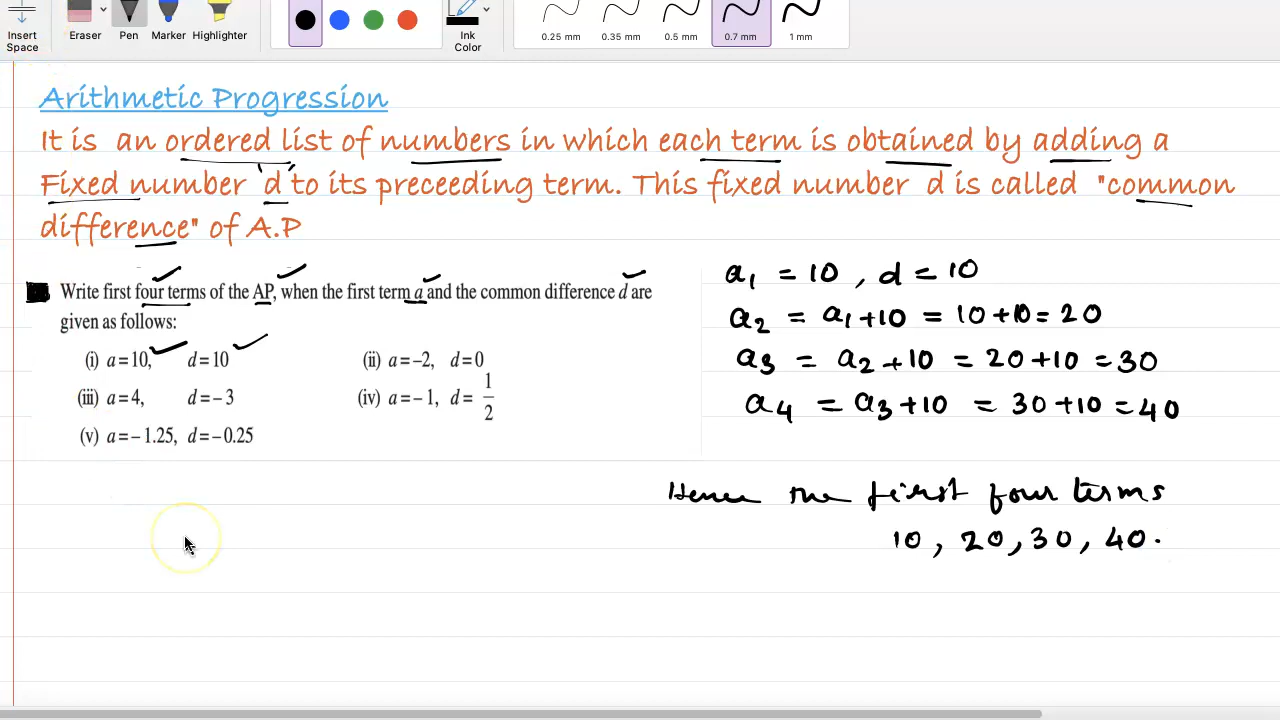 Insert Space
Eraser
Pen
Marker
Highlighter
Ink Color
0.25 mm
0.35 mm
0.5 mm
0.7 mm
1 mm
Arithmetic Progression
It is an ordered list of numbers in which each term is obtained by adding a
Fixed number 'd' to its preceeding term. This fixed number d is called "common
difference" of A.P
Write first four terms of the AP, when the first term a and the common difference d are
given as follows:
(i) a = 10, d = 10
(ii) a = –2, d = 0
(iii) a = 4, d = – 3
(iv) a = – 1, d = 1/2
(v) a = – 1.25, d = – 0.25
a1 = 10, d = 10
a2 = a1 + 10 = 10 + 10 = 20
a3 = a2 + 10 = 20 + 10 = 30
a4 = a3 + 10 = 30 + 10 = 40
Hence the first four terms
10, 20, 30, 40.